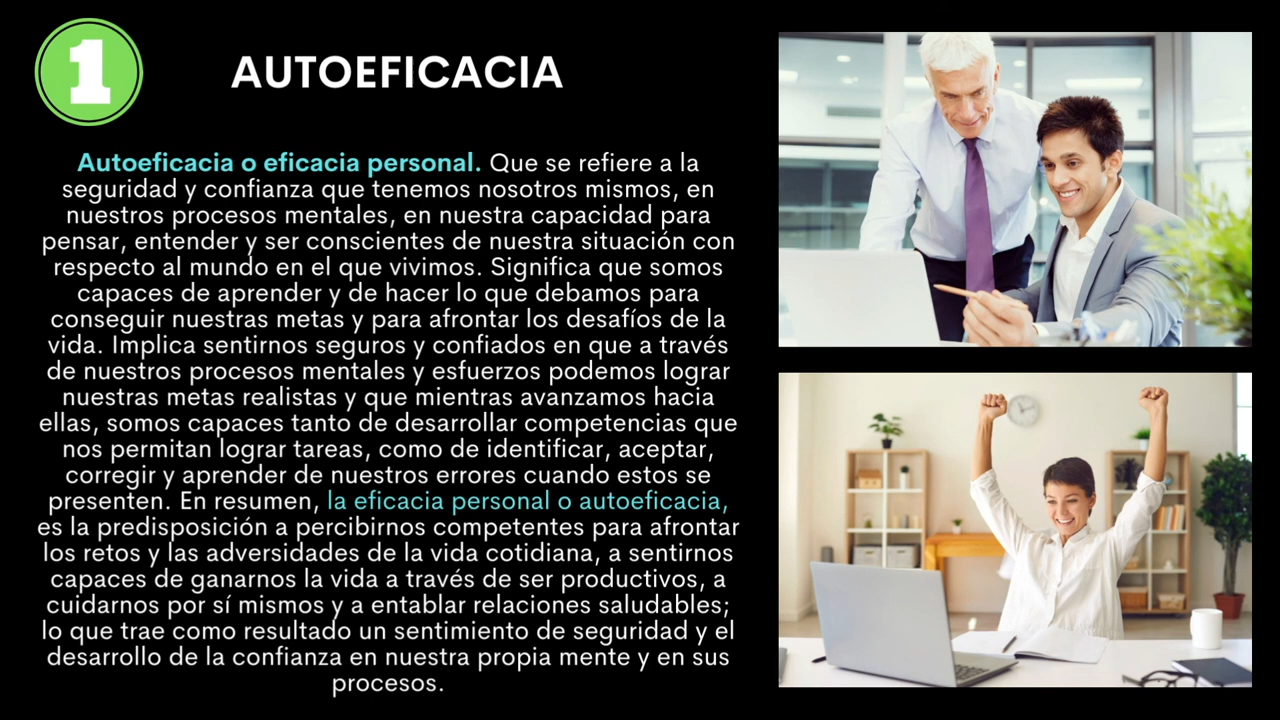 1
AUTOEFICACIA
Autoeficacia o eficacia personal. Que se refiere a la
seguridad y confianza que tenemos nosotros mismos, en
nuestros procesos mentales, en nuestra capacidad para
pensar, entender y ser conscientes de nuestra situación con
respecto al mundo en el que vivimos. Significa que somos
capaces de aprender y de hacer lo que debamos para
conseguir nuestras metas y para afrontar los desafíos de la
vida. Implica sentirnos seguros y confiados en que a través
de nuestros procesos mentales y esfuerzos podemos lograr
nuestras metas realistas y que mientras avanzamos hacia
ellas, somos capaces tanto de desarrollar competencias que
nos permitan lograr tareas, como de identificar, aceptar,
corregir y aprender de nuestros errores cuando estos se
presenten. En resumen, la eficacia personal o autoeficacia,
es la predisposición a percibirnos competentes para afrontar
los retos y las adversidades de la vida cotidiana, a sentirnos
capaces de ganarnos la vida a través de ser productivos, a
cuidarnos por sí mismos y a entablar relaciones saludables;
lo que trae como resultado un sentimiento de seguridad y el
desarrollo de la confianza en nuestra propia mente y en sus
procesos.